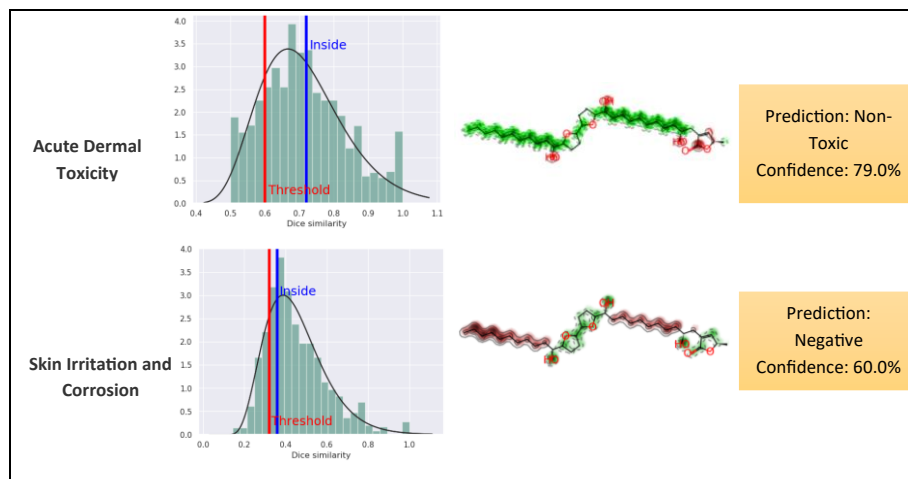 4.0
3.5
3.0
2.5
2.0
1.5
1.0
0.5
0.0
Inside
Threshold
0.4 0.5 0.6 0.7 0.8 0.9 1.0 1.1
Dice similarity
Acute Dermal
Toxicity
Prediction: Non-
Toxic
Confidence: 79.0%
4.0
3.5
3.0
2.5
2.0
1.5
1.0
0.5
0.0
Inside
Threshold
0.0 0.2 0.4 0.6 0.8 1.0
Dice similarity
Skin Irritation and
Corrosion
Prediction:
Negative
Confidence: 60.0%